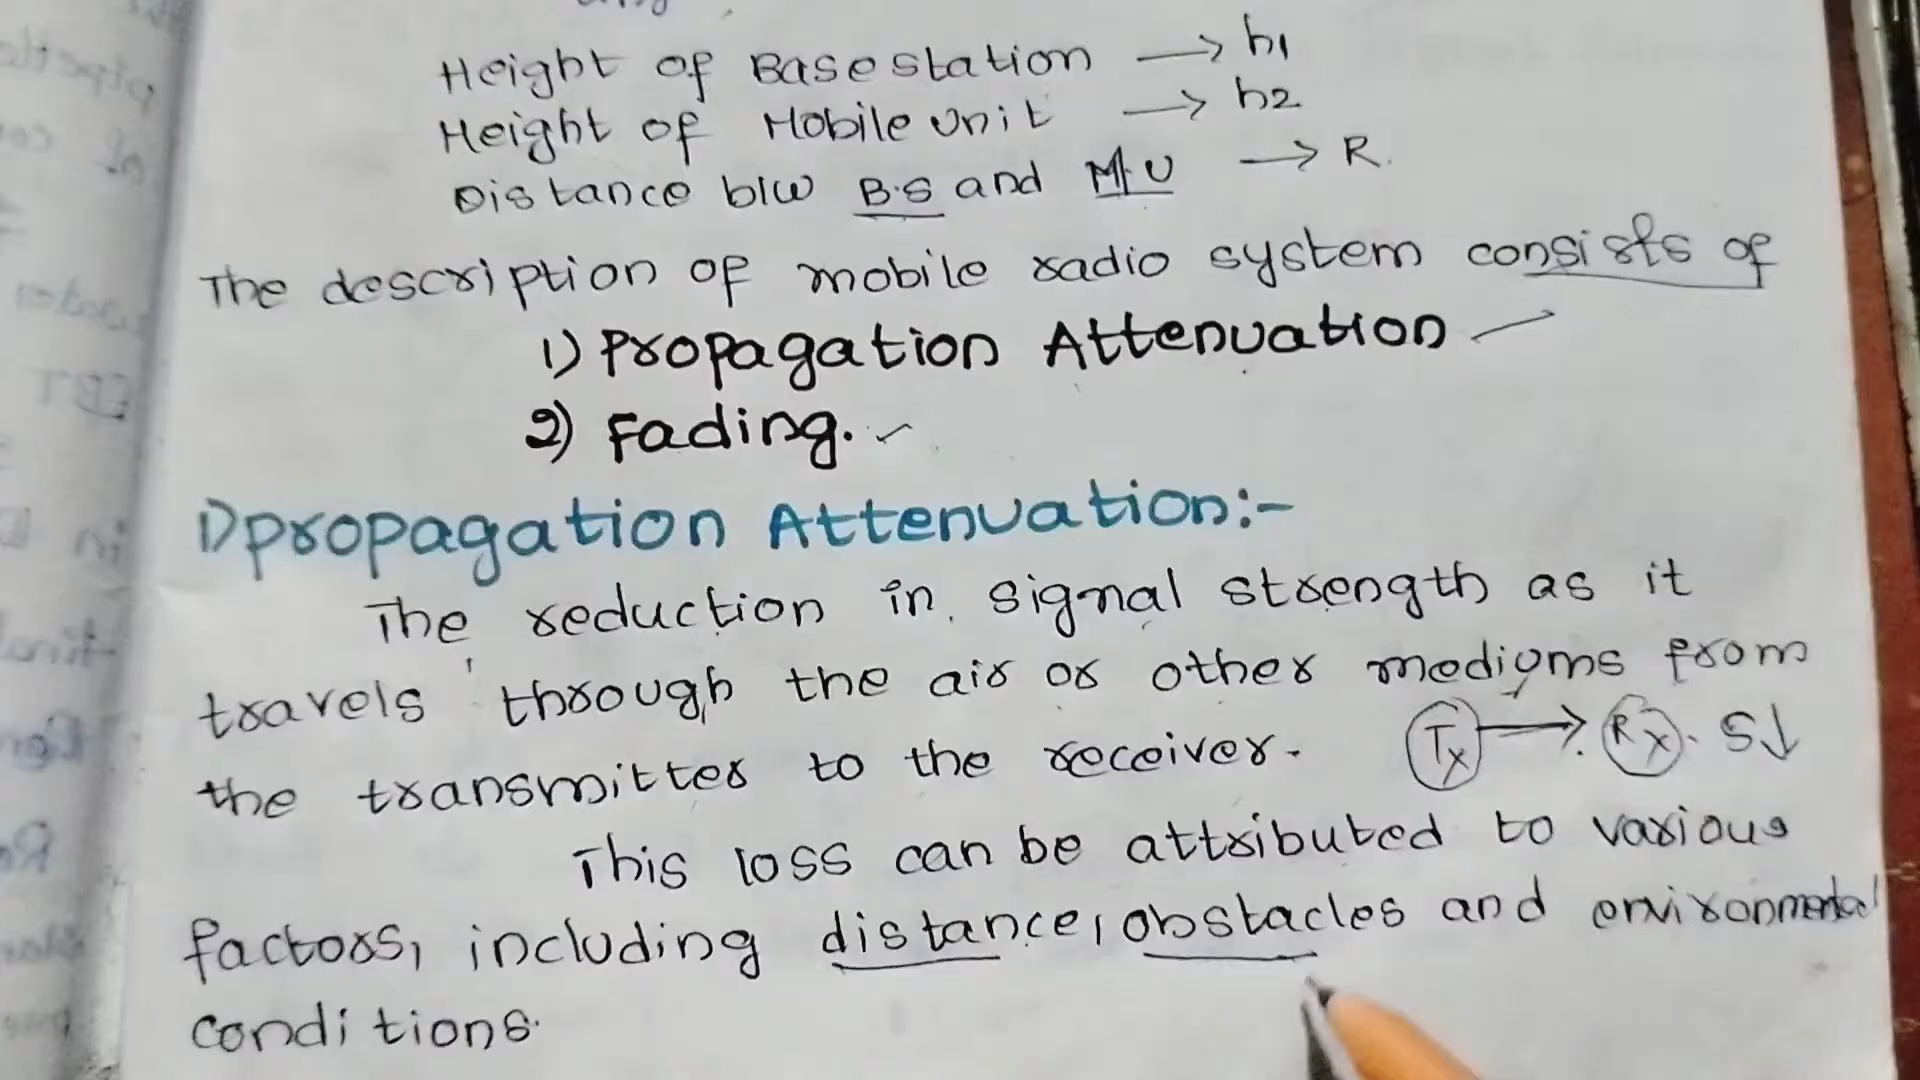 Height of Base station → h1
Height of Mobile unit → h2
Distance b/w B.S and M.U → R.
The description of mobile radio system consists of
1) Propagation Attenuation
2) Fading.
1) propagation Attenuation:-
The reduction in signal strength as it
travels through the air or other mediums from
the transmitter to the receiver. Tx → Rx. S↓
This loss can be attributed to various
factors, including distance, obstacles and environmental
conditions.